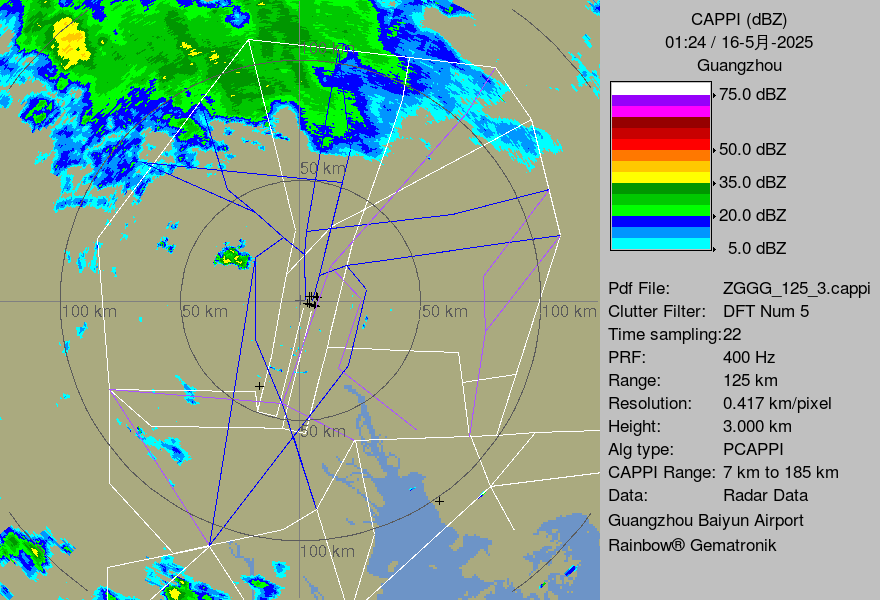 CAPPI (dBZ)
01:24 / 16-5月-2025
Guangzhou
75.0 dBZ
50.0 dBZ
35.0 dBZ
20.0 dBZ
5.0 dBZ
Pdf File: ZGGG_125_3.cappi
Clutter Filter: DFT Num 5
Time sampling:22
PRF: 400 Hz
Range: 125 km
Resolution: 0.417 km/pixel
Height: 3.000 km
Alg type: PCAPPI
CAPPI Range: 7 km to 185 km
Data: Radar Data
Guangzhou Baiyun Airport
Rainbow® Gematronik
100 km
50 km
100 km
50 km
50 km
100 km
50 km
100 km